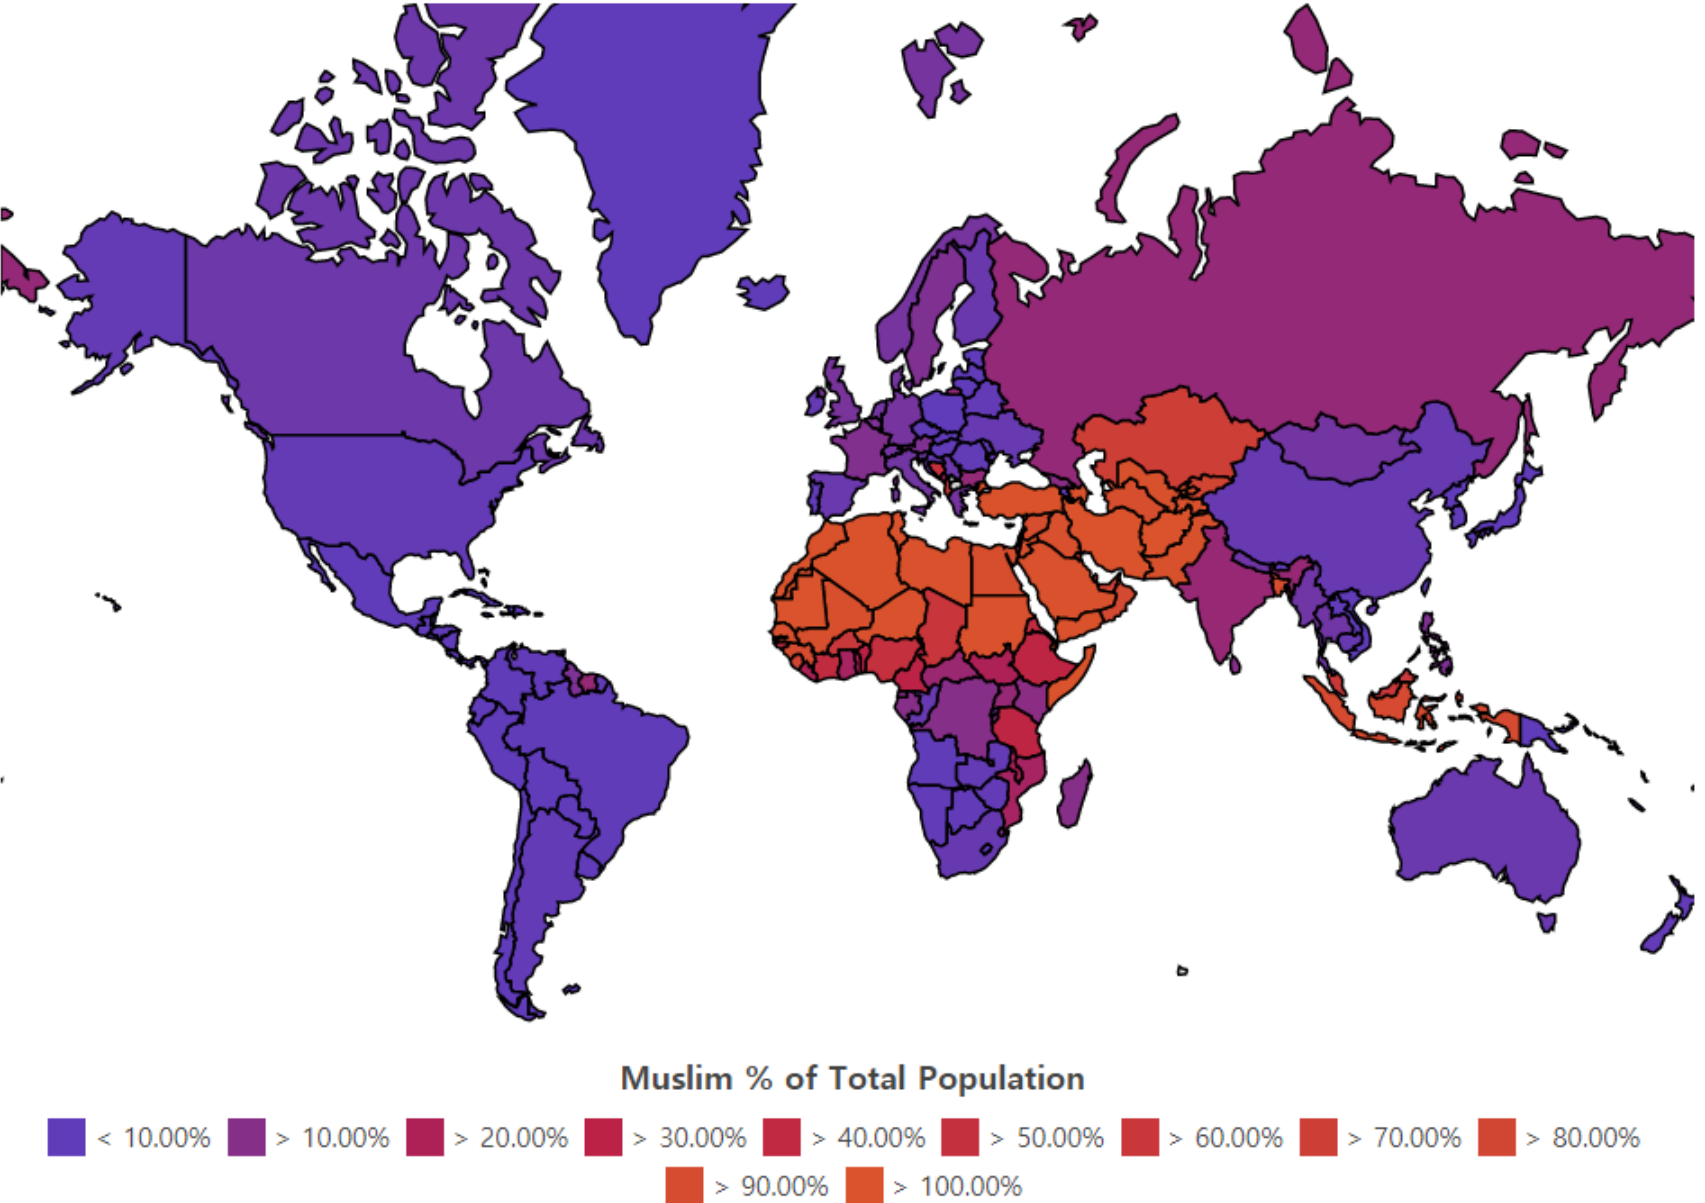 Muslim % of Total Population
< 10.00% > 10.00% > 20.00% > 30.00% > 40.00% > 50.00% > 60.00% > 70.00% > 80.00%
> 90.00% > 100.00%